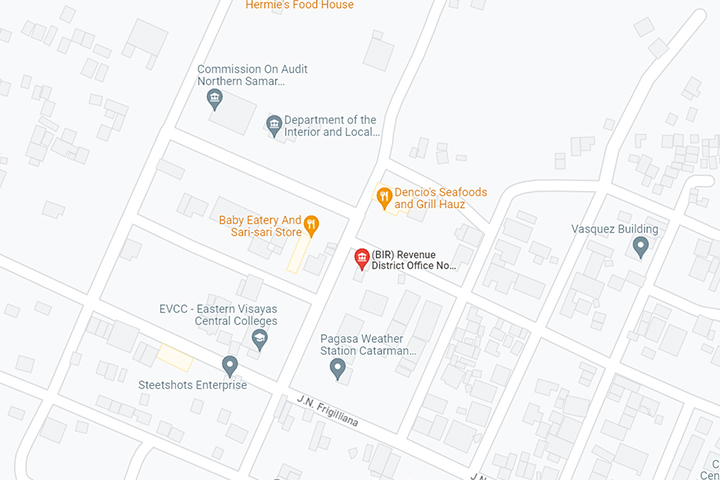 Hermie's Food House
Commission On Audit
Northern Samar...
Department of the
Interior and Local...
Dencio's Seafoods
and Grill Hauz
Baby Eatery And
Sari-sari Store
Vasquez Building
(BIR) Revenue
District Office No...
EVCC - Eastern Visayas
Central Colleges
Pagasa Weather
Station Catarman...
Steetshots Enterprise
J.N. Frigilliana
J.N
C
Cen